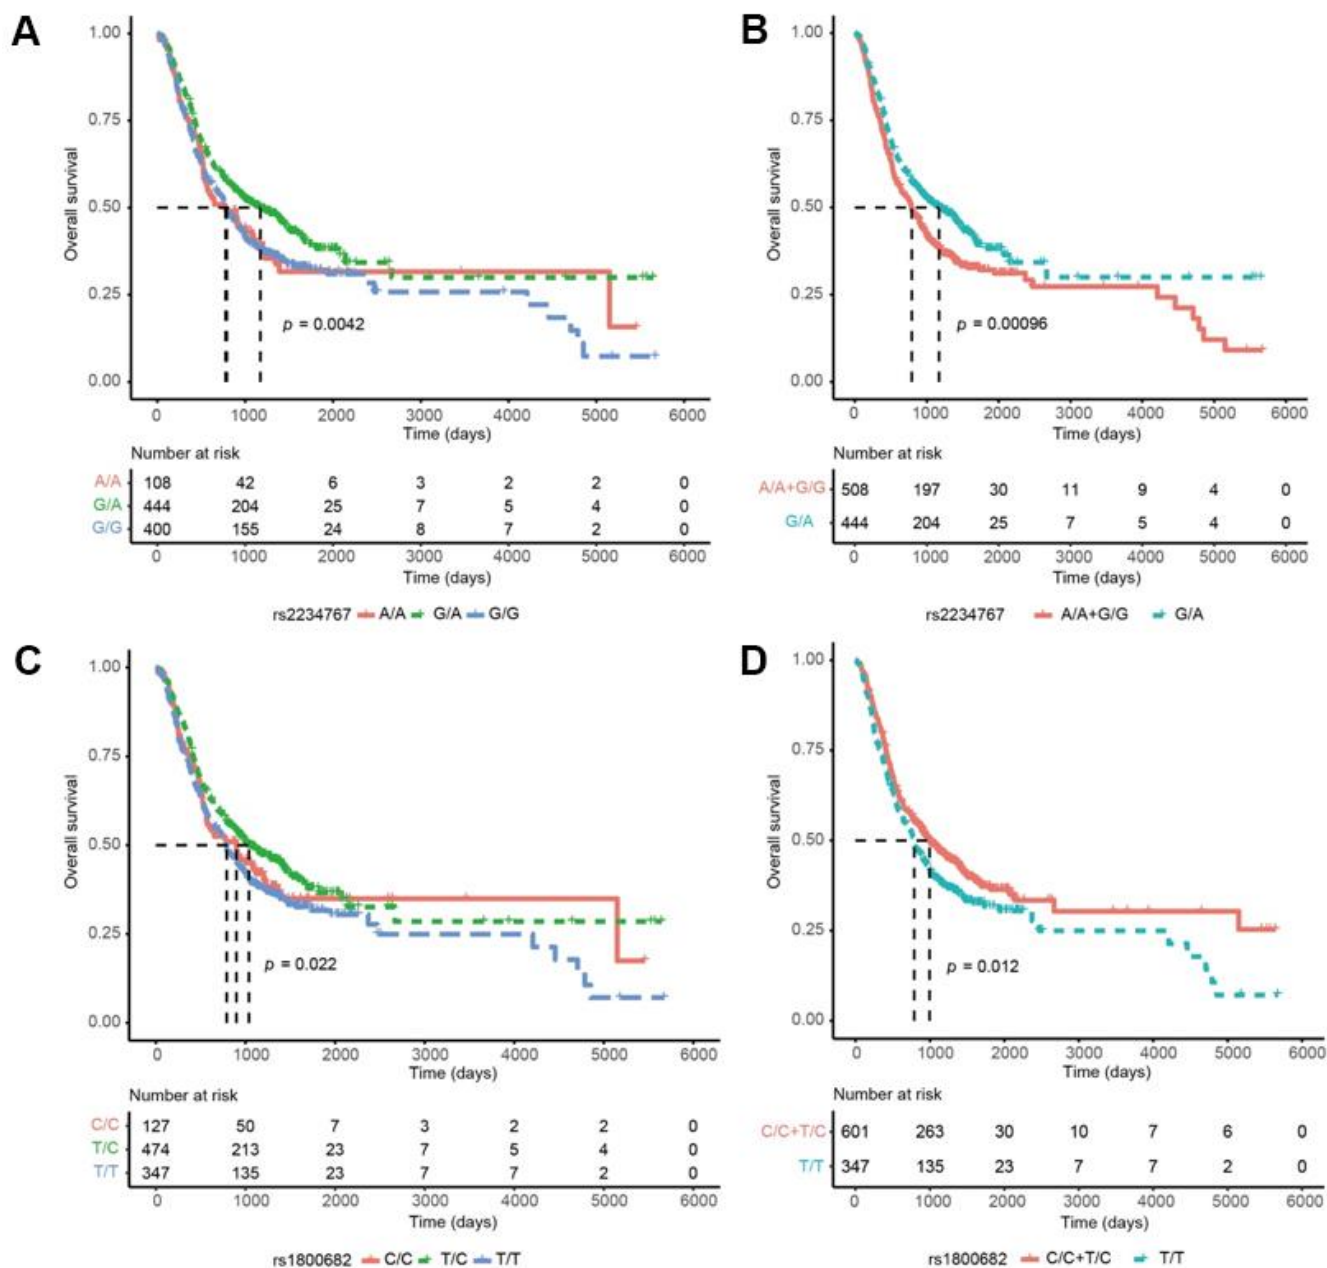 A
Overall survival
1.00
0.75
0.50
0.25
0.00
p = 0.0042
0 1000 2000 3000 4000 5000 6000
Time (days)
Number at risk
A/A 108 42 6 3 2 2 0
G/A 444 204 25 7 5 4 0
G/G 400 155 24 8 7 2 0
0 1000 2000 3000 4000 5000 6000
Time (days)
rs2234767 A/A G/A G/G
B
Overall survival
1.00
0.75
0.50
0.25
0.00
p = 0.00096
0 1000 2000 3000 4000 5000 6000
Time (days)
Number at risk
A/A+G/G 508 197 30 11 9 4 0
G/A 444 204 25 7 5 4 0
0 1000 2000 3000 4000 5000 6000
Time (days)
rs2234767 A/A+G/G G/A
C
Overall survival
1.00
0.75
0.50
0.25
0.00
p = 0.022
0 1000 2000 3000 4000 5000 6000
Time (days)
Number at risk
C/C 127 50 7 3 2 2 0
T/C 474 213 23 7 5 4 0
T/T 347 135 23 7 7 2 0
0 1000 2000 3000 4000 5000 6000
Time (days)
rs1800682 C/C T/C T/T
D
Overall survival
1.00
0.75
0.50
0.25
0.00
p = 0.012
0 1000 2000 3000 4000 5000 6000
Time (days)
Number at risk
C/C+T/C 601 263 30 10 7 6 0
T/T 347 135 23 7 7 2 0
0 1000 2000 3000 4000 5000 6000
Time (days)
rs1800682 C/C+T/C T/T